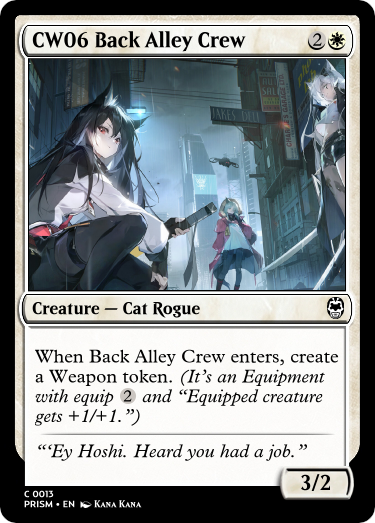 CW06 Back Alley Crew 2
TAKES DELI
Creature — Cat Rogue
When Back Alley Crew enters, create
a Weapon token. (It's an Equipment
with equip 2 and “Equipped creature
gets +1/+1.”)
“‘Ey Hoshi. Heard you had a job.”
3/2
C 0013
PRISM • EN KANA KANA